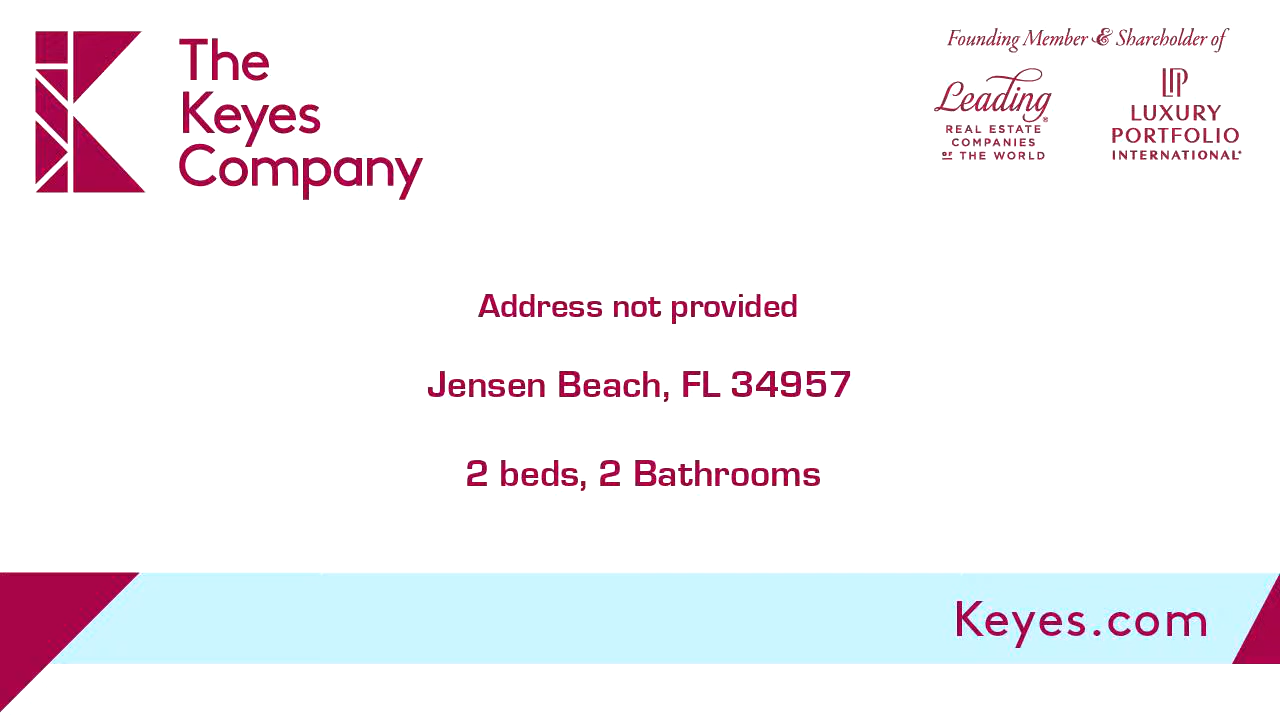 The
Keyes
Company
Founding Member & Shareholder of
Leading®
REAL ESTATE
COMPANIES
OF THE WORLD
LUXURY
PORTFOLIO
INTERNATIONAL®
Address not provided
Jensen Beach, FL 34957
2 beds, 2 Bathrooms
Keyes.com